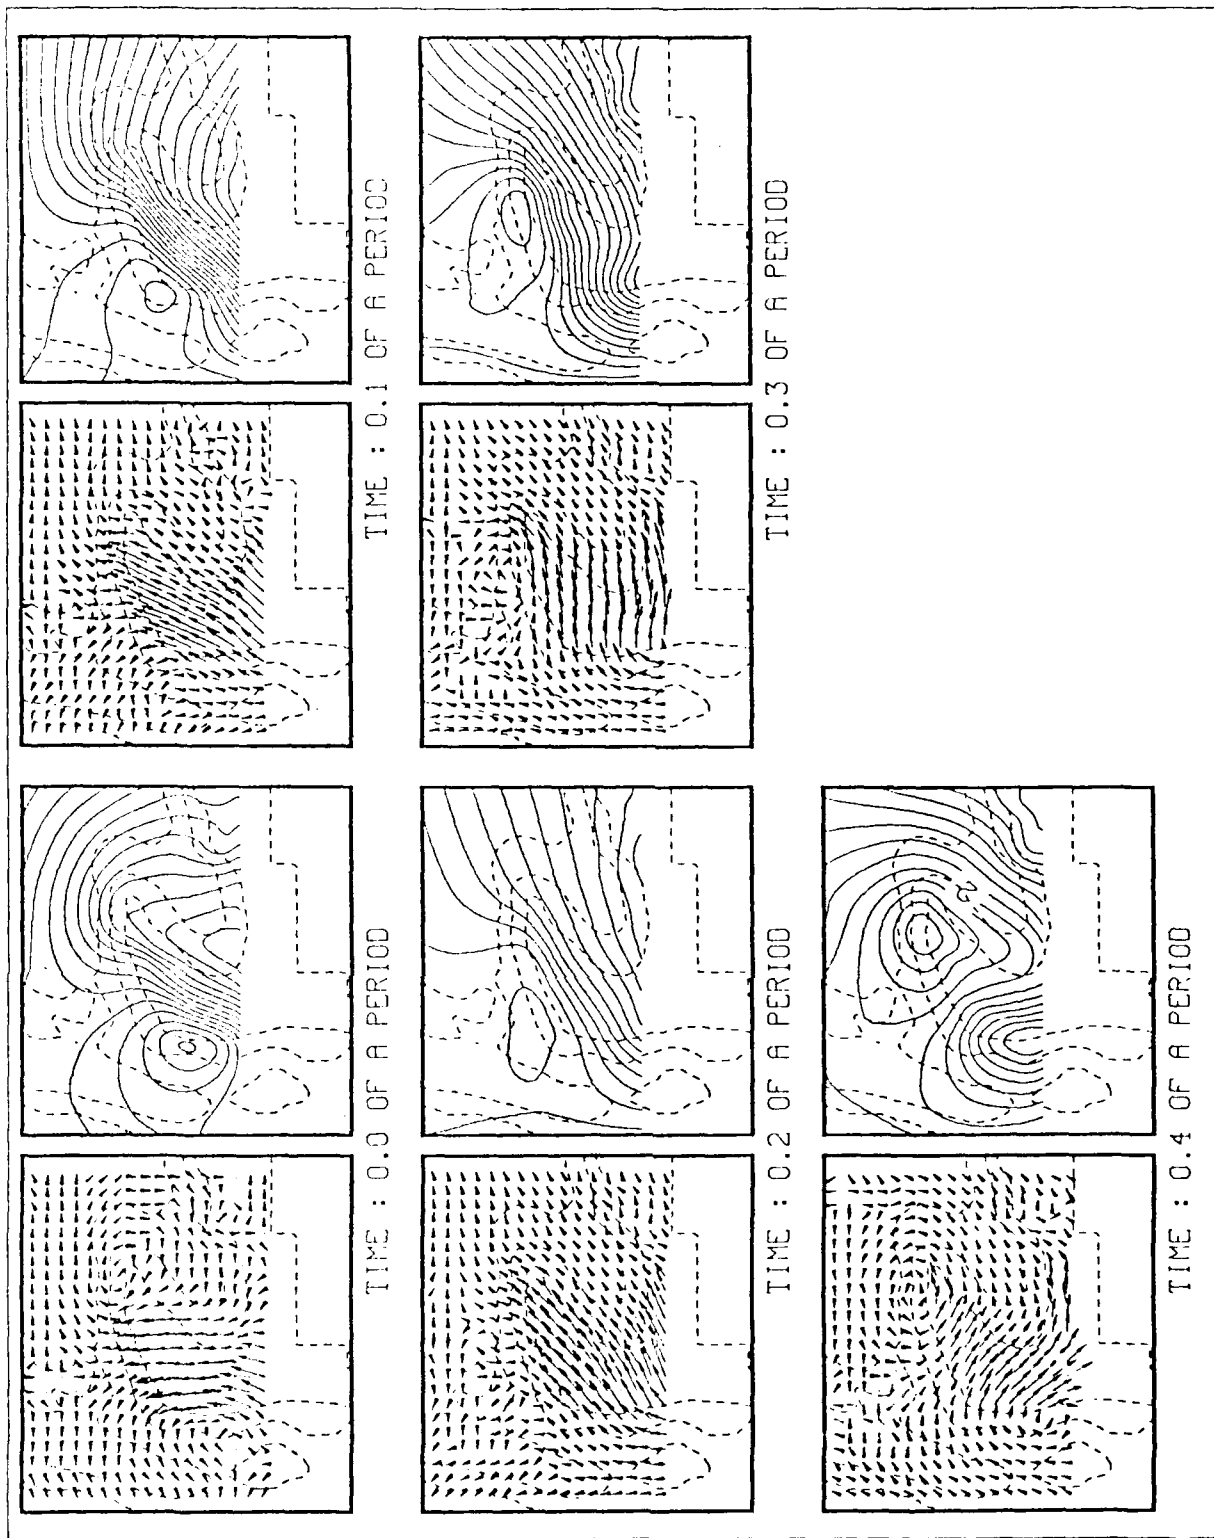 TIME : 0.0 OF A PERIOD
TIME : 0.1 OF A PERIOD
TIME : 0.2 OF A PERIOD
TIME : 0.3 OF A PERIOD
2
TIME : 0.4 OF A PERIOD